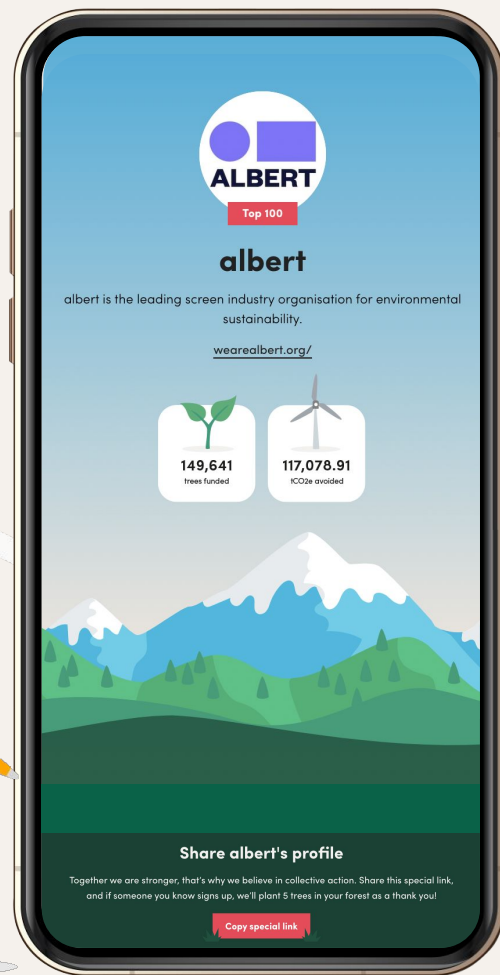 ALBERT
Top 100
albert
albert is the leading screen industry organisation for environmental
sustainability.
wearealbert.org/
149,641
trees funded
117,078.91
tCO2e avoided
Share albert's profile
Together we are stronger, that's why we believe in collective action. Share this special link,
and if someone you know signs up, we'll plant 5 trees in your forest as a thank you!
Copy special link